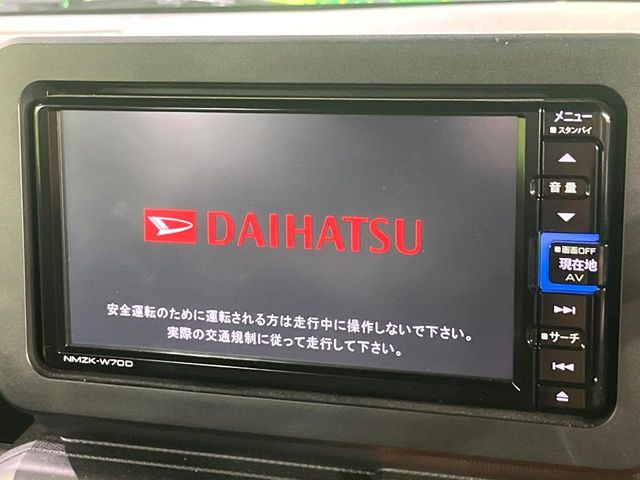 メニュー
■スタンバイ
音量
DAIHATSU
■画面OFF
現在地
AV
安全運転のために運転される方は走行中に操作しないで下さい。
実際の交通規制に従って走行して下さい。
■サーチ
NMZK-W70D